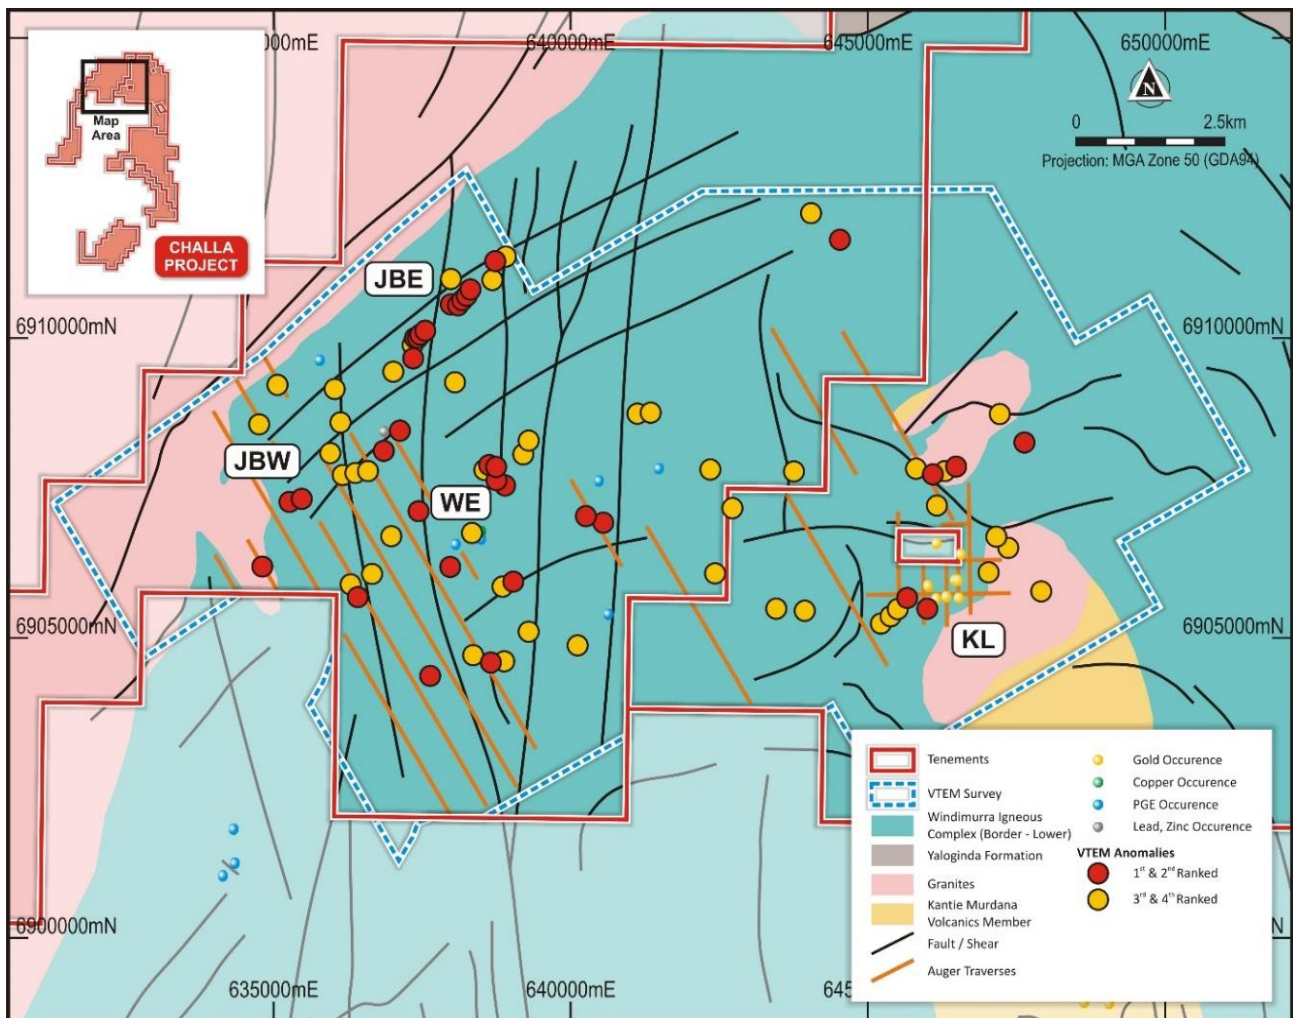 000mE
640000mE
645000mE
650000mE
N
0
2.5km
Projection: MGA Zone 50 (GDA94)
Map
Area
CHALLA
PROJECT
JBE
6910000mN
6910000mN
JBW
WE
6905000mN
6905000mN
KL
Tenements
VTEM Survey
Windimurra Igneous
Complex (Border - Lower)
Yaloginda Formation
Granites
Kantie Murdana
Volcanics Member
Fault / Shear
Auger Traverses
Gold Occurence
Copper Occurence
PGE Occurence
Lead, Zinc Occurence
VTEM Anomalies
1st & 2nd Ranked
3rd & 4th Ranked
6900000mN
N
635000mE
640000mE
645